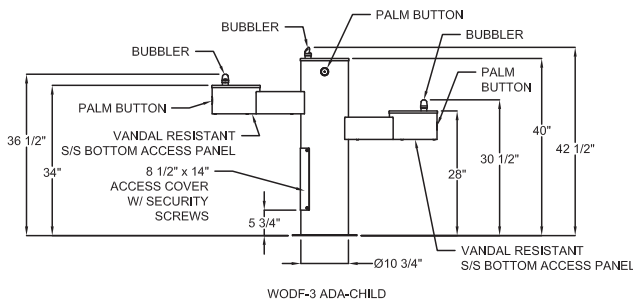 BUBBLER
PALM BUTTON
BUBBLER
BUBBLER
PALM
BUTTON
PALM BUTTON
36 1/2"
34"
VANDAL RESISTANT
S/S BOTTOM ACCESS PANEL
8 1/2" x 14"
ACCESS COVER
W/ SECURITY
SCREWS
5 3/4"
28"
30 1/2"
40"
42 1/2"
Ø10 3/4"
VANDAL RESISTANT
S/S BOTTOM ACCESS PANEL
WODF-3 ADA-CHILD